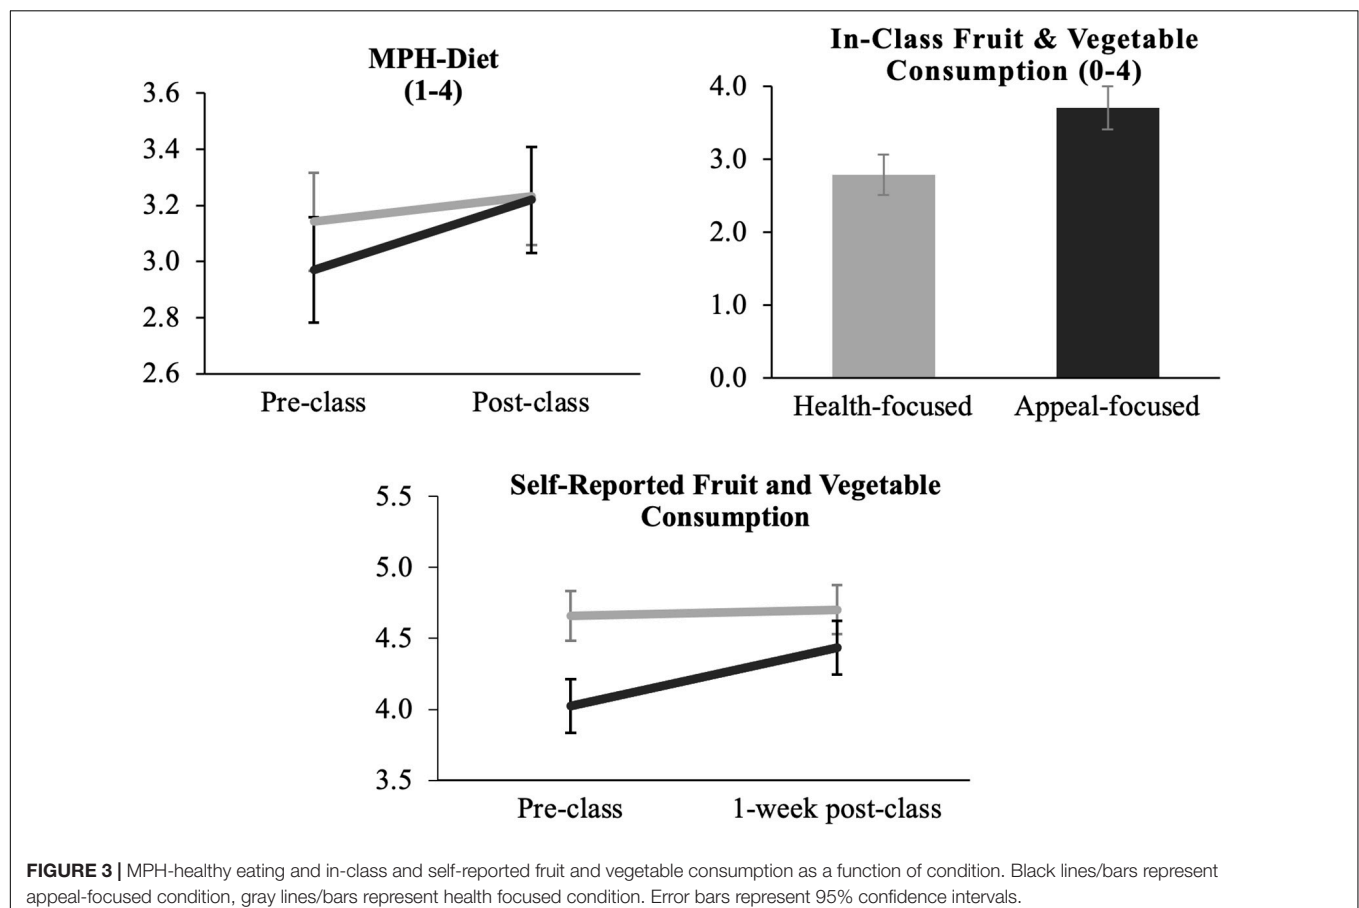 MPH-Diet
(1-4)
3.6
3.4
3.2
3.0
2.8
2.6
Pre-class
Post-class
In-Class Fruit & Vegetable
Consumption (0-4)
4.0
3.0
2.0
1.0
0.0
Health-focused
Appeal-focused
Self-Reported Fruit and Vegetable
Consumption
5.5
5.0
4.5
4.0
3.5
Pre-class
1-week post-class
FIGURE 3 | MPH-healthy eating and in-class and self-reported fruit and vegetable consumption as a function of condition. Black lines/bars represent
appeal-focused condition, gray lines/bars represent health focused condition. Error bars represent 95% confidence intervals.